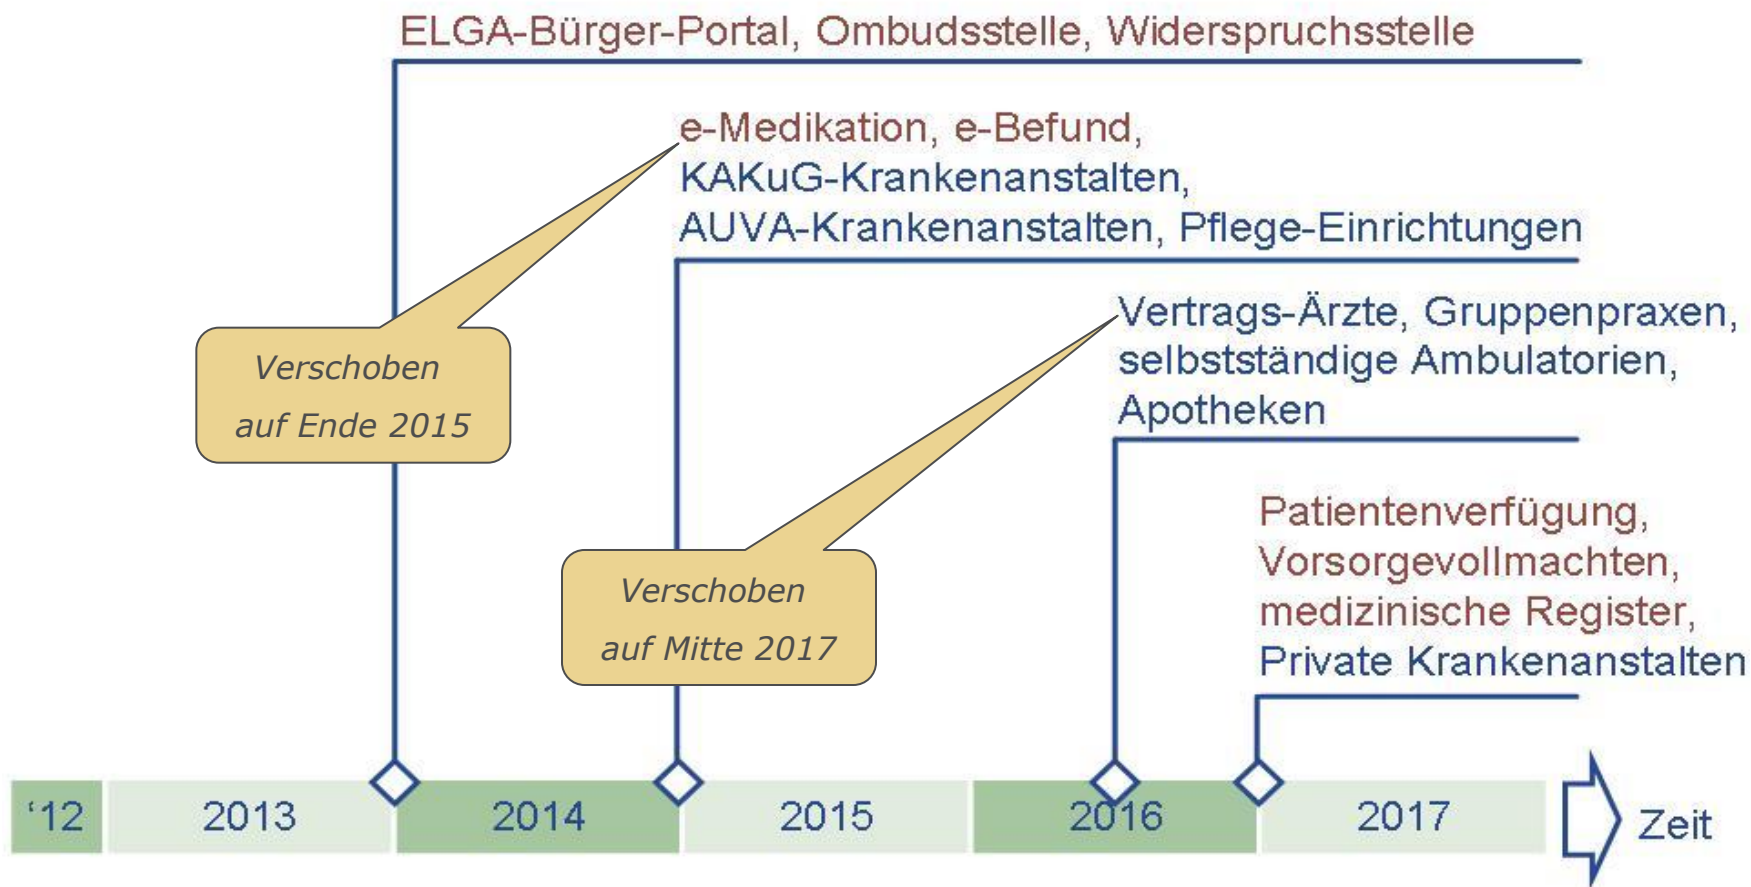 ELGA-Bürger-Portal, Ombudsstelle, Widerspruchsstelle
e-Medikation, e-Befund,
KAKuG-Krankenanstalten,
AUVA-Krankenanstalten, Pflege-Einrichtungen
Vertrags-Ärzte, Gruppenpraxen,
selbstständige Ambulatorien,
Apotheken
Verschoben
auf Ende 2015
Patientenverfügung,
Vorsorgevollmachten,
medizinische Register,
Private Krankenanstalten
Verschoben
auf Mitte 2017
‘12 2013 2014 2015 2016 2017 Zeit